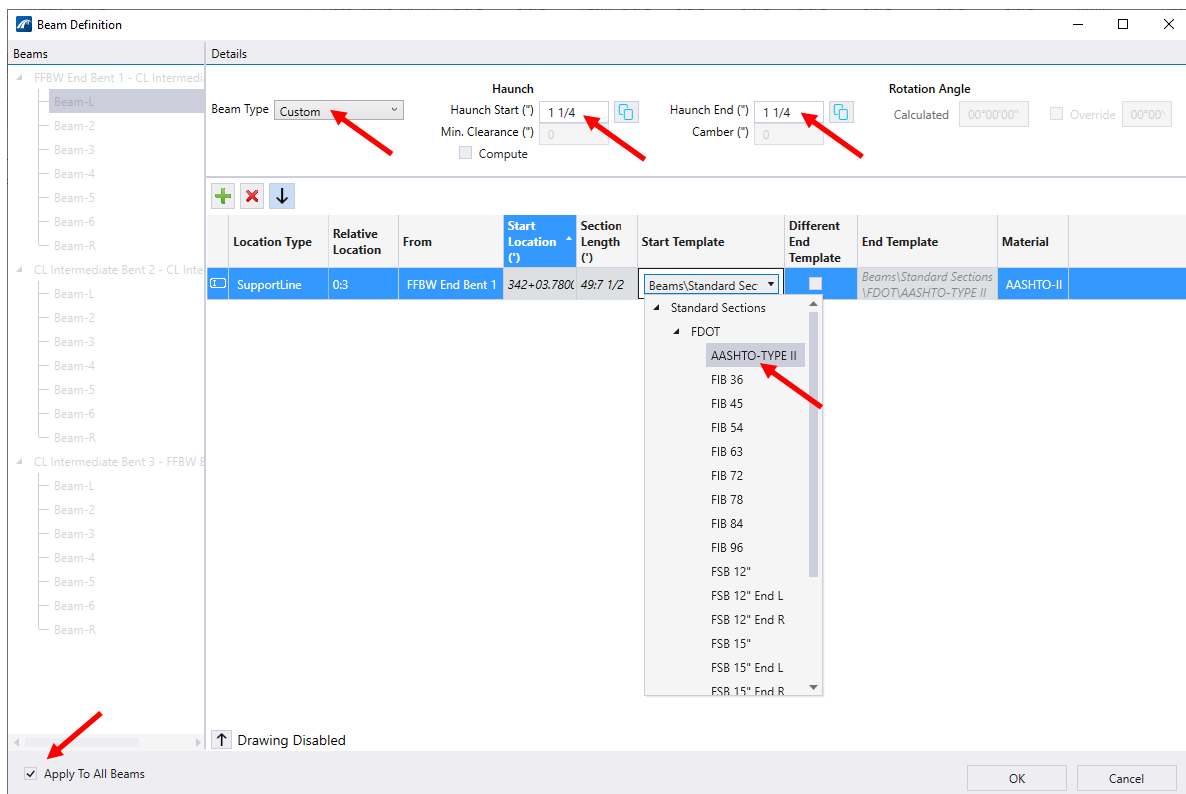 Beam Definition
Beams
Details
FFBW End Bent 1 - CL Intermedi
Beam-L
Beam-2
Beam-3
Beam-4
Beam-5
Beam-6
Beam-R
CL Intermediate Bent 2 - CL Inte
Beam-L
Beam-2
Beam-3
Beam-4
Beam-5
Beam-6
Beam-R
CL Intermediate Bent 3 - FFBW E
Beam-L
Beam-2
Beam-3
Beam-4
Beam-5
Beam-6
Beam-R
Beam Type Custom
Haunch
Haunch Start (") 1 1/4
Min. Clearance (") 0
Compute
Haunch End (") 1 1/4
Camber (") 0
Rotation Angle
Calculated 00°00'00" Override 00°00'
Location Type
Relative
Location
From
Start
Location
(')
Section
Length
(')
Start Template
Different
End
Template
End Template
Material
SupportLine
0:3
FFBW End Bent 1
342+03.780
49:7 1/2
Beams\Standard Sec
Beams\Standard Sections
\FDOT\AASHTO-TYPE II
AASHTO-II
Standard Sections
FDOT
AASHTO-TYPE II
FIB 36
FIB 45
FIB 54
FIB 63
FIB 72
FIB 78
FIB 84
FIB 96
FSB 12"
FSB 12" End L
FSB 12" End R
FSB 15"
FSB 15" End L
FSB 15" End R
Drawing Disabled
Apply To All Beams
OK
Cancel